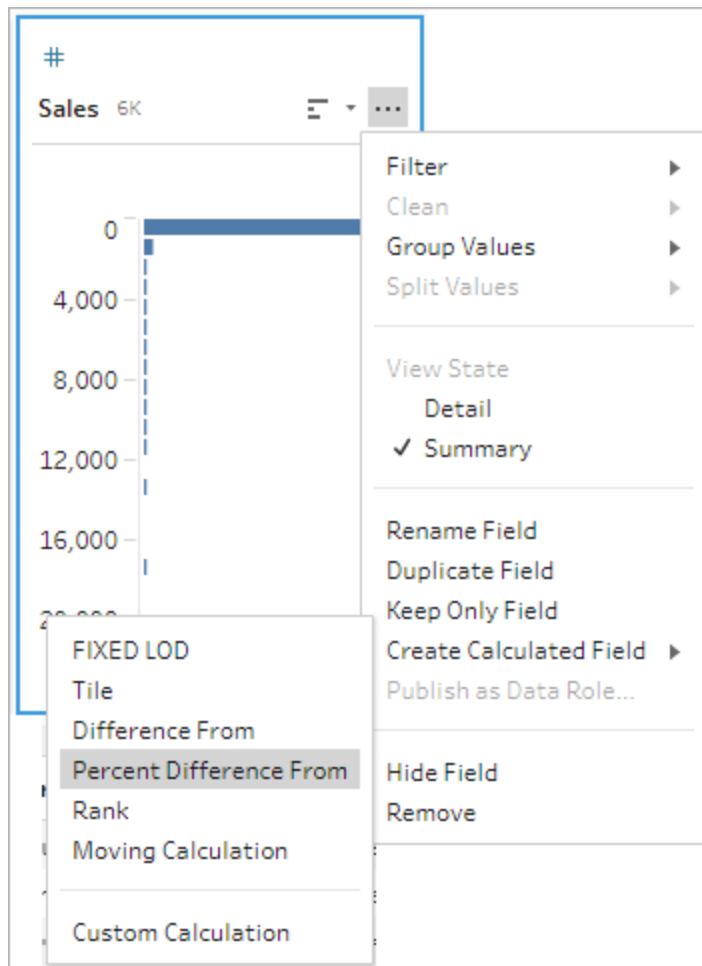 #
Sales 6K
0
4,000
8,000
12,000
16,000
Filter
Clean
Group Values
Split Values
View State
Detail
✓ Summary
Rename Field
Duplicate Field
Keep Only Field
Create Calculated Field
Publish as Data Role...
Hide Field
Remove
FIXED LOD
Tile
Difference From
Percent Difference From
Rank
Moving Calculation
Custom Calculation